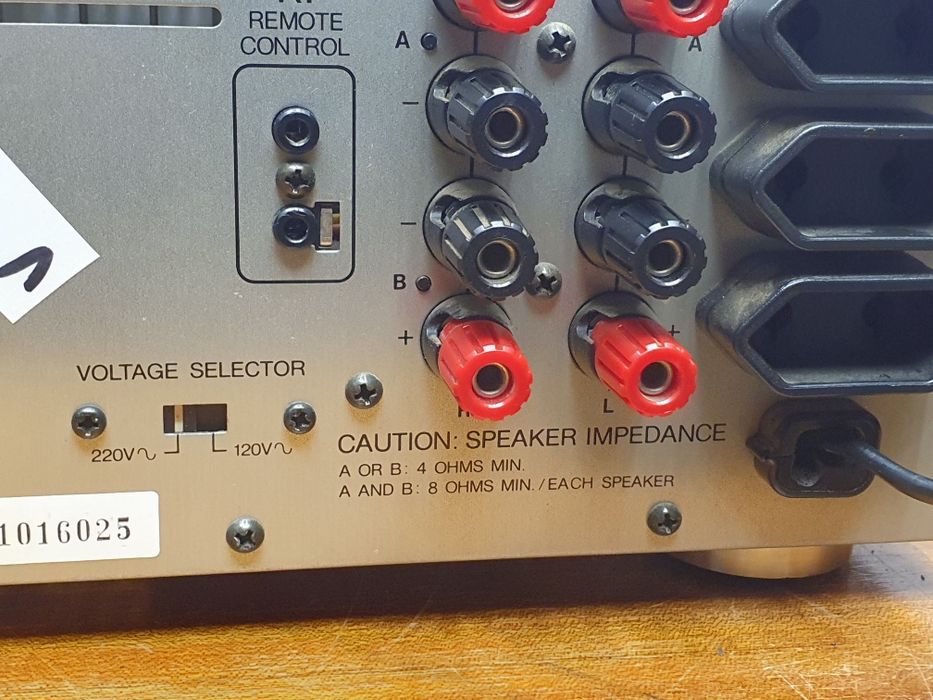 REMOTE
CONTROL
A
A
−
−
B
+
+
VOLTAGE SELECTOR
L
220V∿
120V∿
CAUTION: SPEAKER IMPEDANCE
A OR B: 4 OHMS MIN.
A AND B: 8 OHMS MIN./EACH SPEAKER
1016025